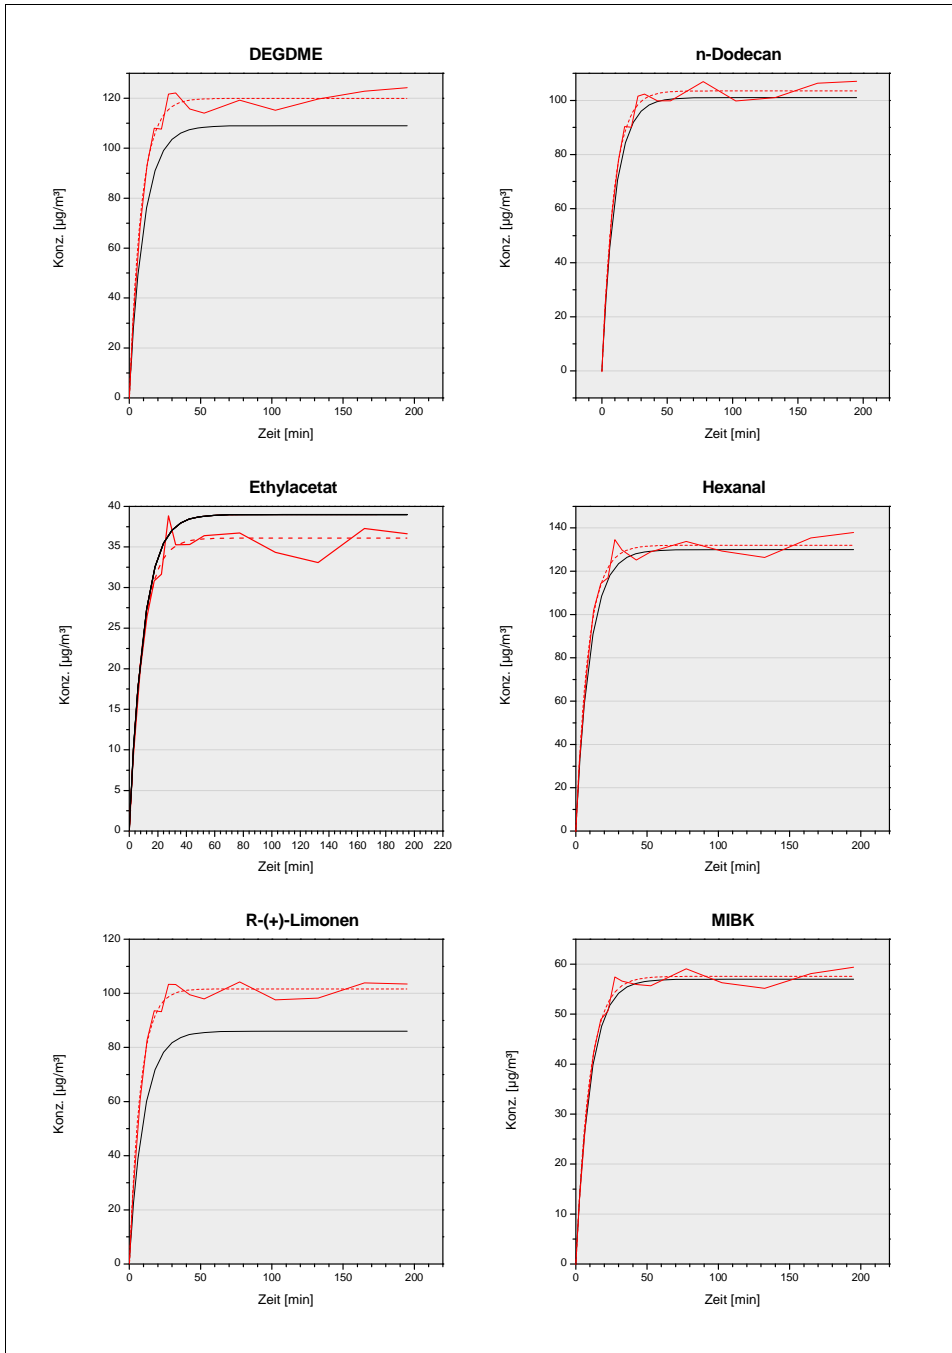 DEGDME
120
100
80
60
40
20
0
0 50 100 150 200
Konz. [µg/m³]
Zeit [min]
n-Dodecan
100
80
60
40
20
0
0 50 100 150 200
Konz. [µg/m³]
Zeit [min]
Ethylacetat
40
35
30
25
20
15
10
5
0
0 20 40 60 80 100 120 140 160 180 200 220
Konz. [µg/m³]
Zeit [min]
Hexanal
140
120
100
80
60
40
20
0
0 50 100 150 200
Konz. [µg/m³]
Zeit [min]
R-(+)-Limonen
120
100
80
60
40
20
0
0 50 100 150 200
Konz. [µg/m³]
Zeit [min]
MIBK
60
50
40
30
20
10
0
0 50 100 150 200
Konz. [µg/m³]
Zeit [min]